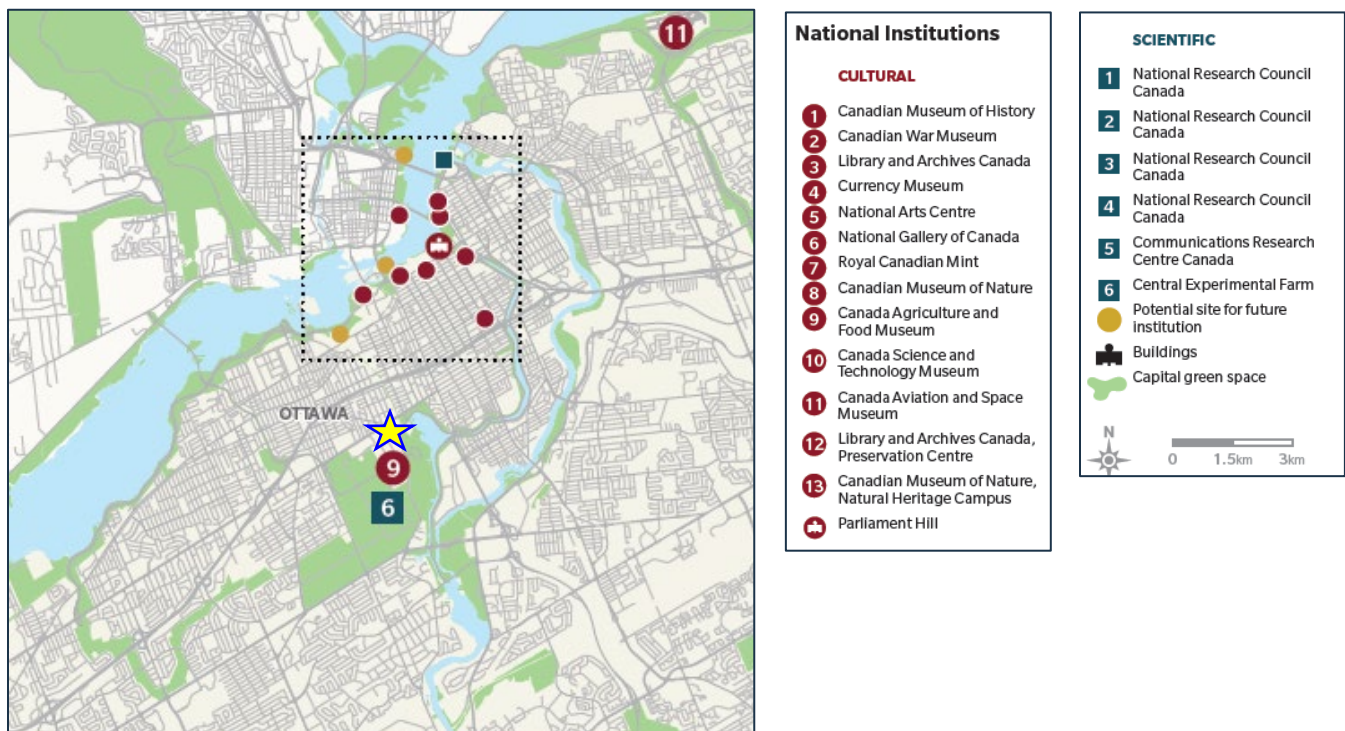 11
OTTAWA
9
6
National Institutions
CULTURAL
1 Canadian Museum of History
2 Canadian War Museum
3 Library and Archives Canada
4 Currency Museum
5 National Arts Centre
6 National Gallery of Canada
7 Royal Canadian Mint
8 Canadian Museum of Nature
9 Canada Agriculture and
Food Museum
10 Canada Science and
Technology Museum
11 Canada Aviation and Space
Museum
12 Library and Archives Canada,
Preservation Centre
13 Canadian Museum of Nature,
Natural Heritage Campus
Parliament Hill
SCIENTIFIC
1 National Research Council
Canada
2 National Research Council
Canada
3 National Research Council
Canada
4 National Research Council
Canada
5 Communications Research
Centre Canada
6 Central Experimental Farm
Potential site for future
institution
Buildings
Capital green space
N
0 1.5km 3km